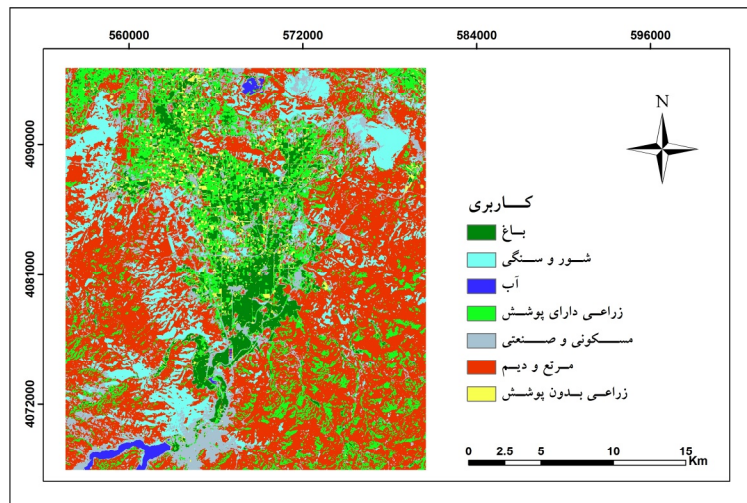 560000 572000 584000 596000
4090000
4081000
4072000
N
کاربری
باغ
شور و سنگی
آب
زراعی دارای پوشش
مسکونی و صنعتی
مرتع و دیم
زراعی بدون پوشش
0 2.5 5 10 15
Km